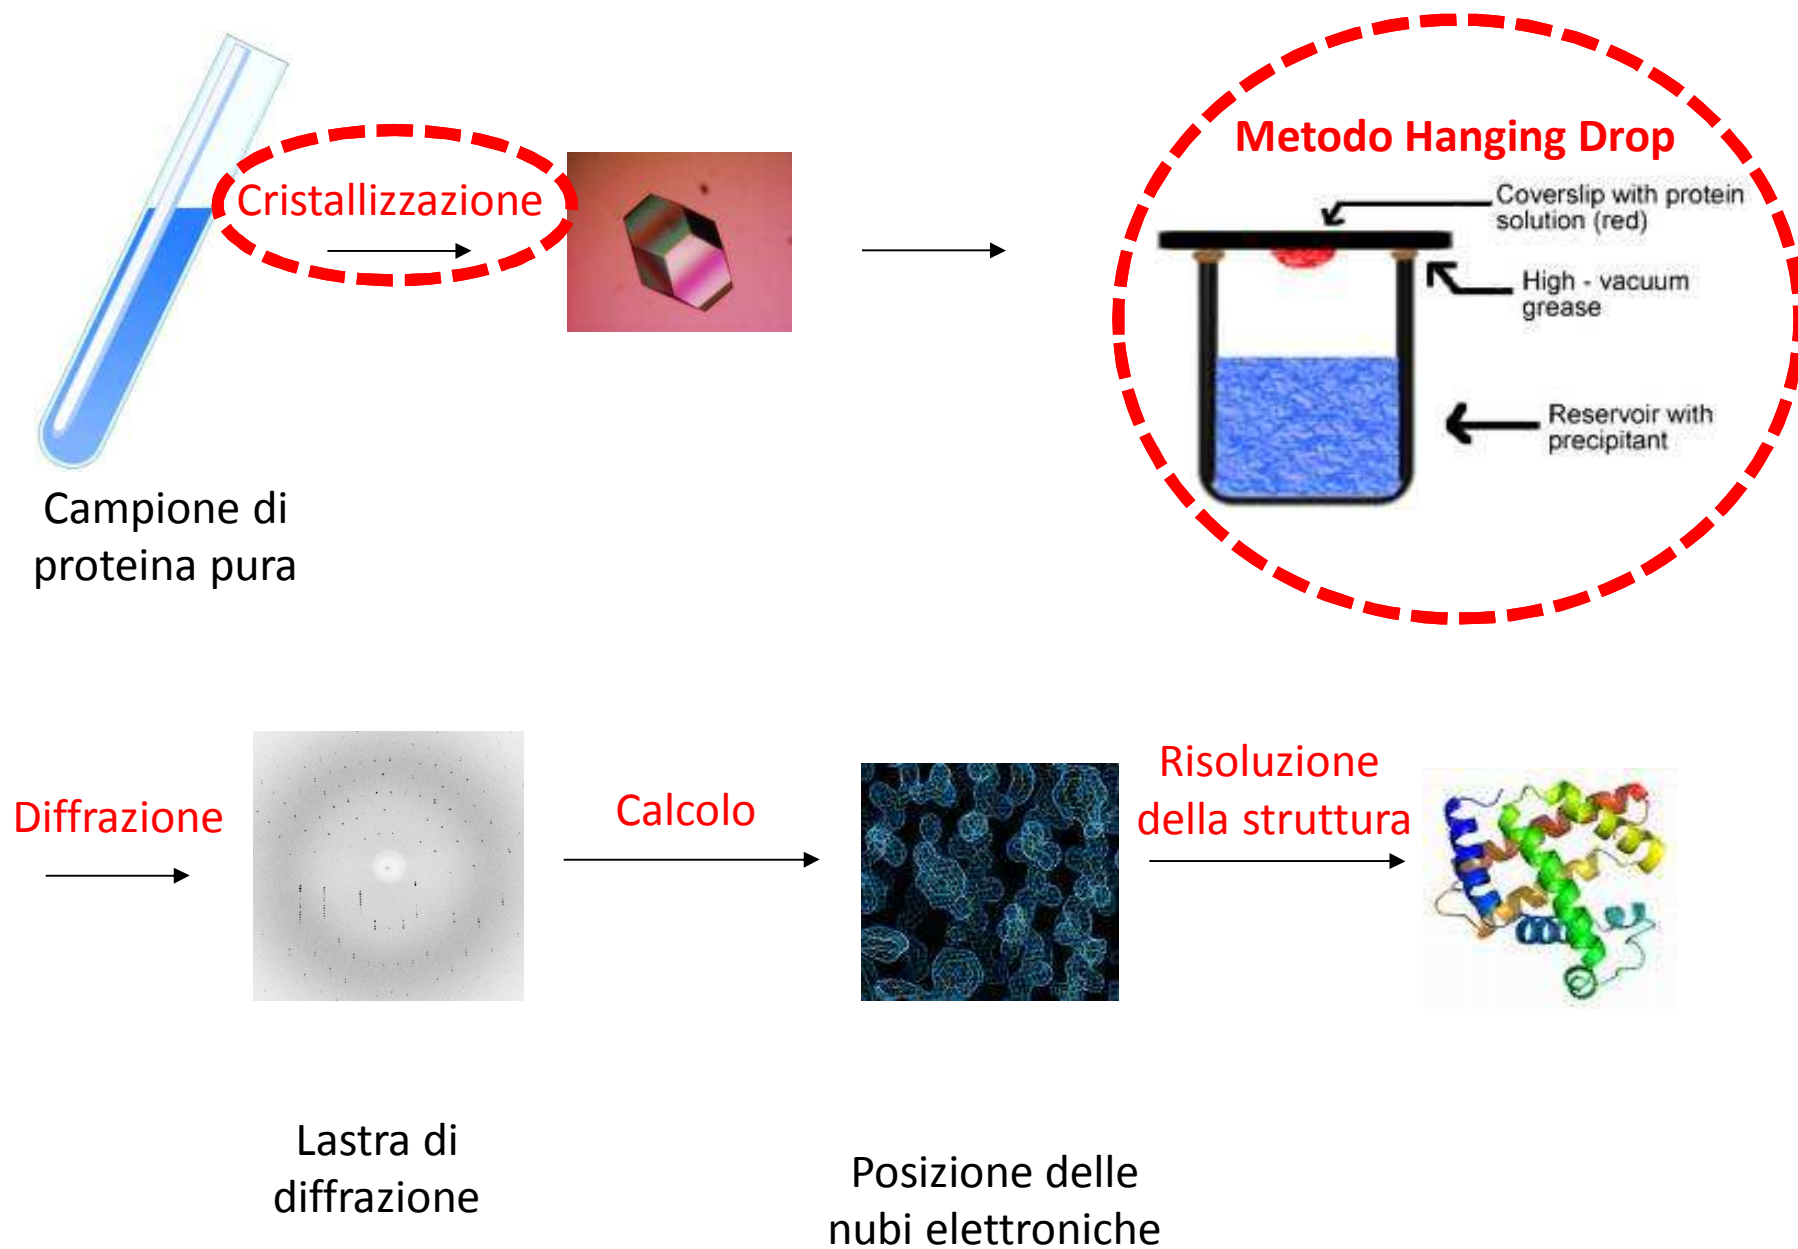 Metodo Hanging Drop
Cristallizzazione
Coverslip with protein
solution (red)
High - vacuum
grease
Reservoir with
precipitant
Campione di
proteina pura
Diffrazione
Calcolo
Risoluzione
della struttura
Lastra di
diffrazione
Posizione delle
nubi elettroniche